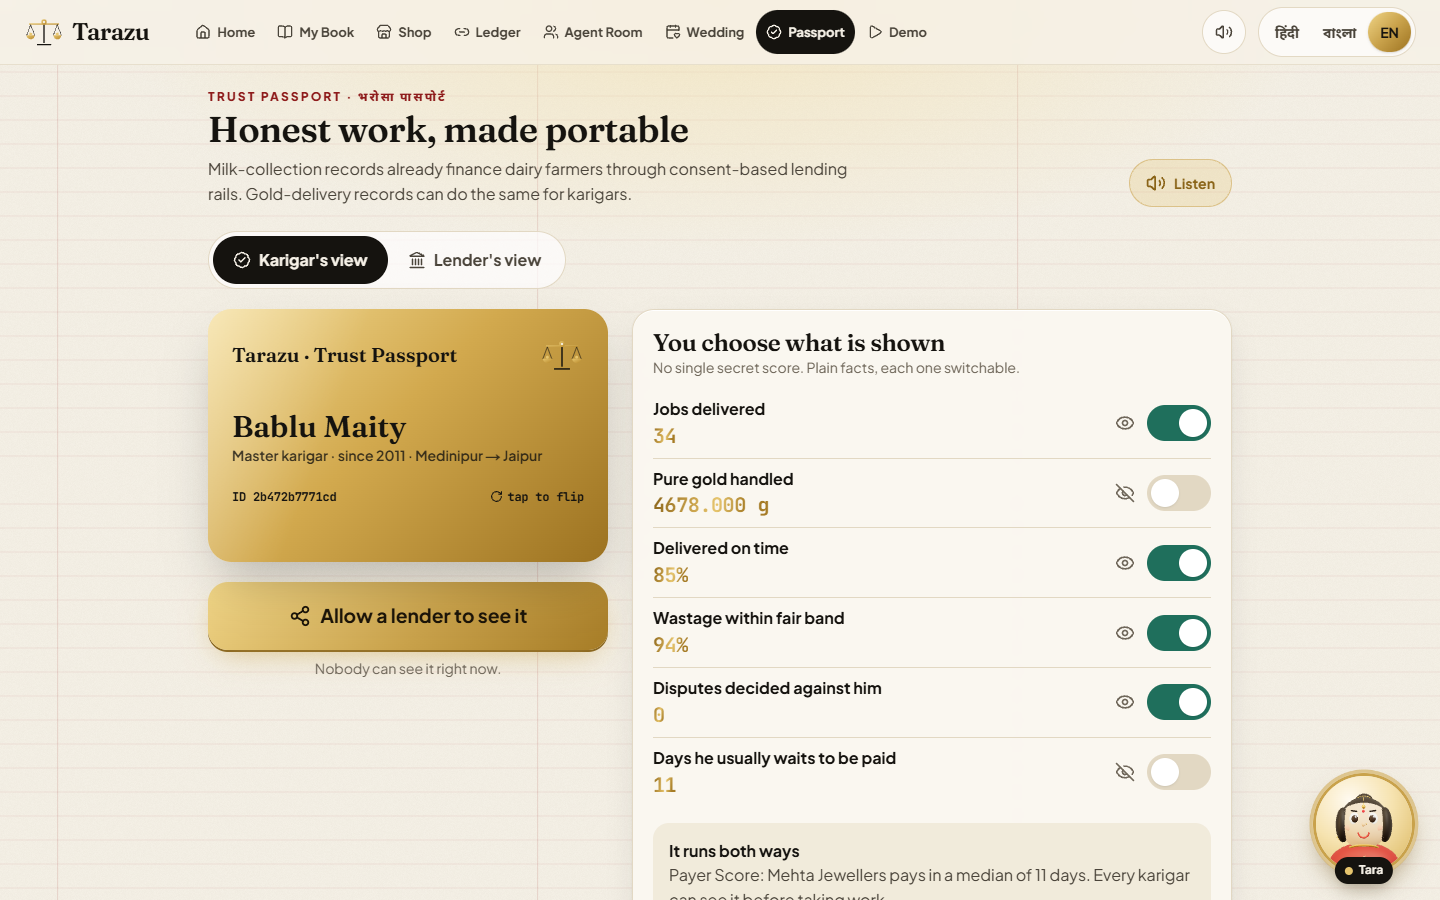 Tarazu
Home
My Book
Shop
Ledger
Agent Room
Wedding
Passport
Demo
हिंदी
বাংলা
EN
TRUST PASSPORT · भरोसा पासपोर्ट
Honest work, made portable
Milk-collection records already finance dairy farmers through consent-based lending
rails. Gold-delivery records can do the same for karigars.
Listen
Karigar's view
Lender's view
Tarazu · Trust Passport
Bablu Maity
Master karigar · since 2011 · Medinipur → Jaipur
ID 2b472b7771cd
tap to flip
Allow a lender to see it
Nobody can see it right now.
You choose what is shown
No single secret score. Plain facts, each one switchable.
Jobs delivered
34
Pure gold handled
4678.000 g
Delivered on time
85%
Wastage within fair band
94%
Disputes decided against him
0
Days he usually waits to be paid
11
It runs both ways
Payer Score: Mehta Jewellers pays in a median of 11 days. Every karigar
can see it before taking work.
Tara